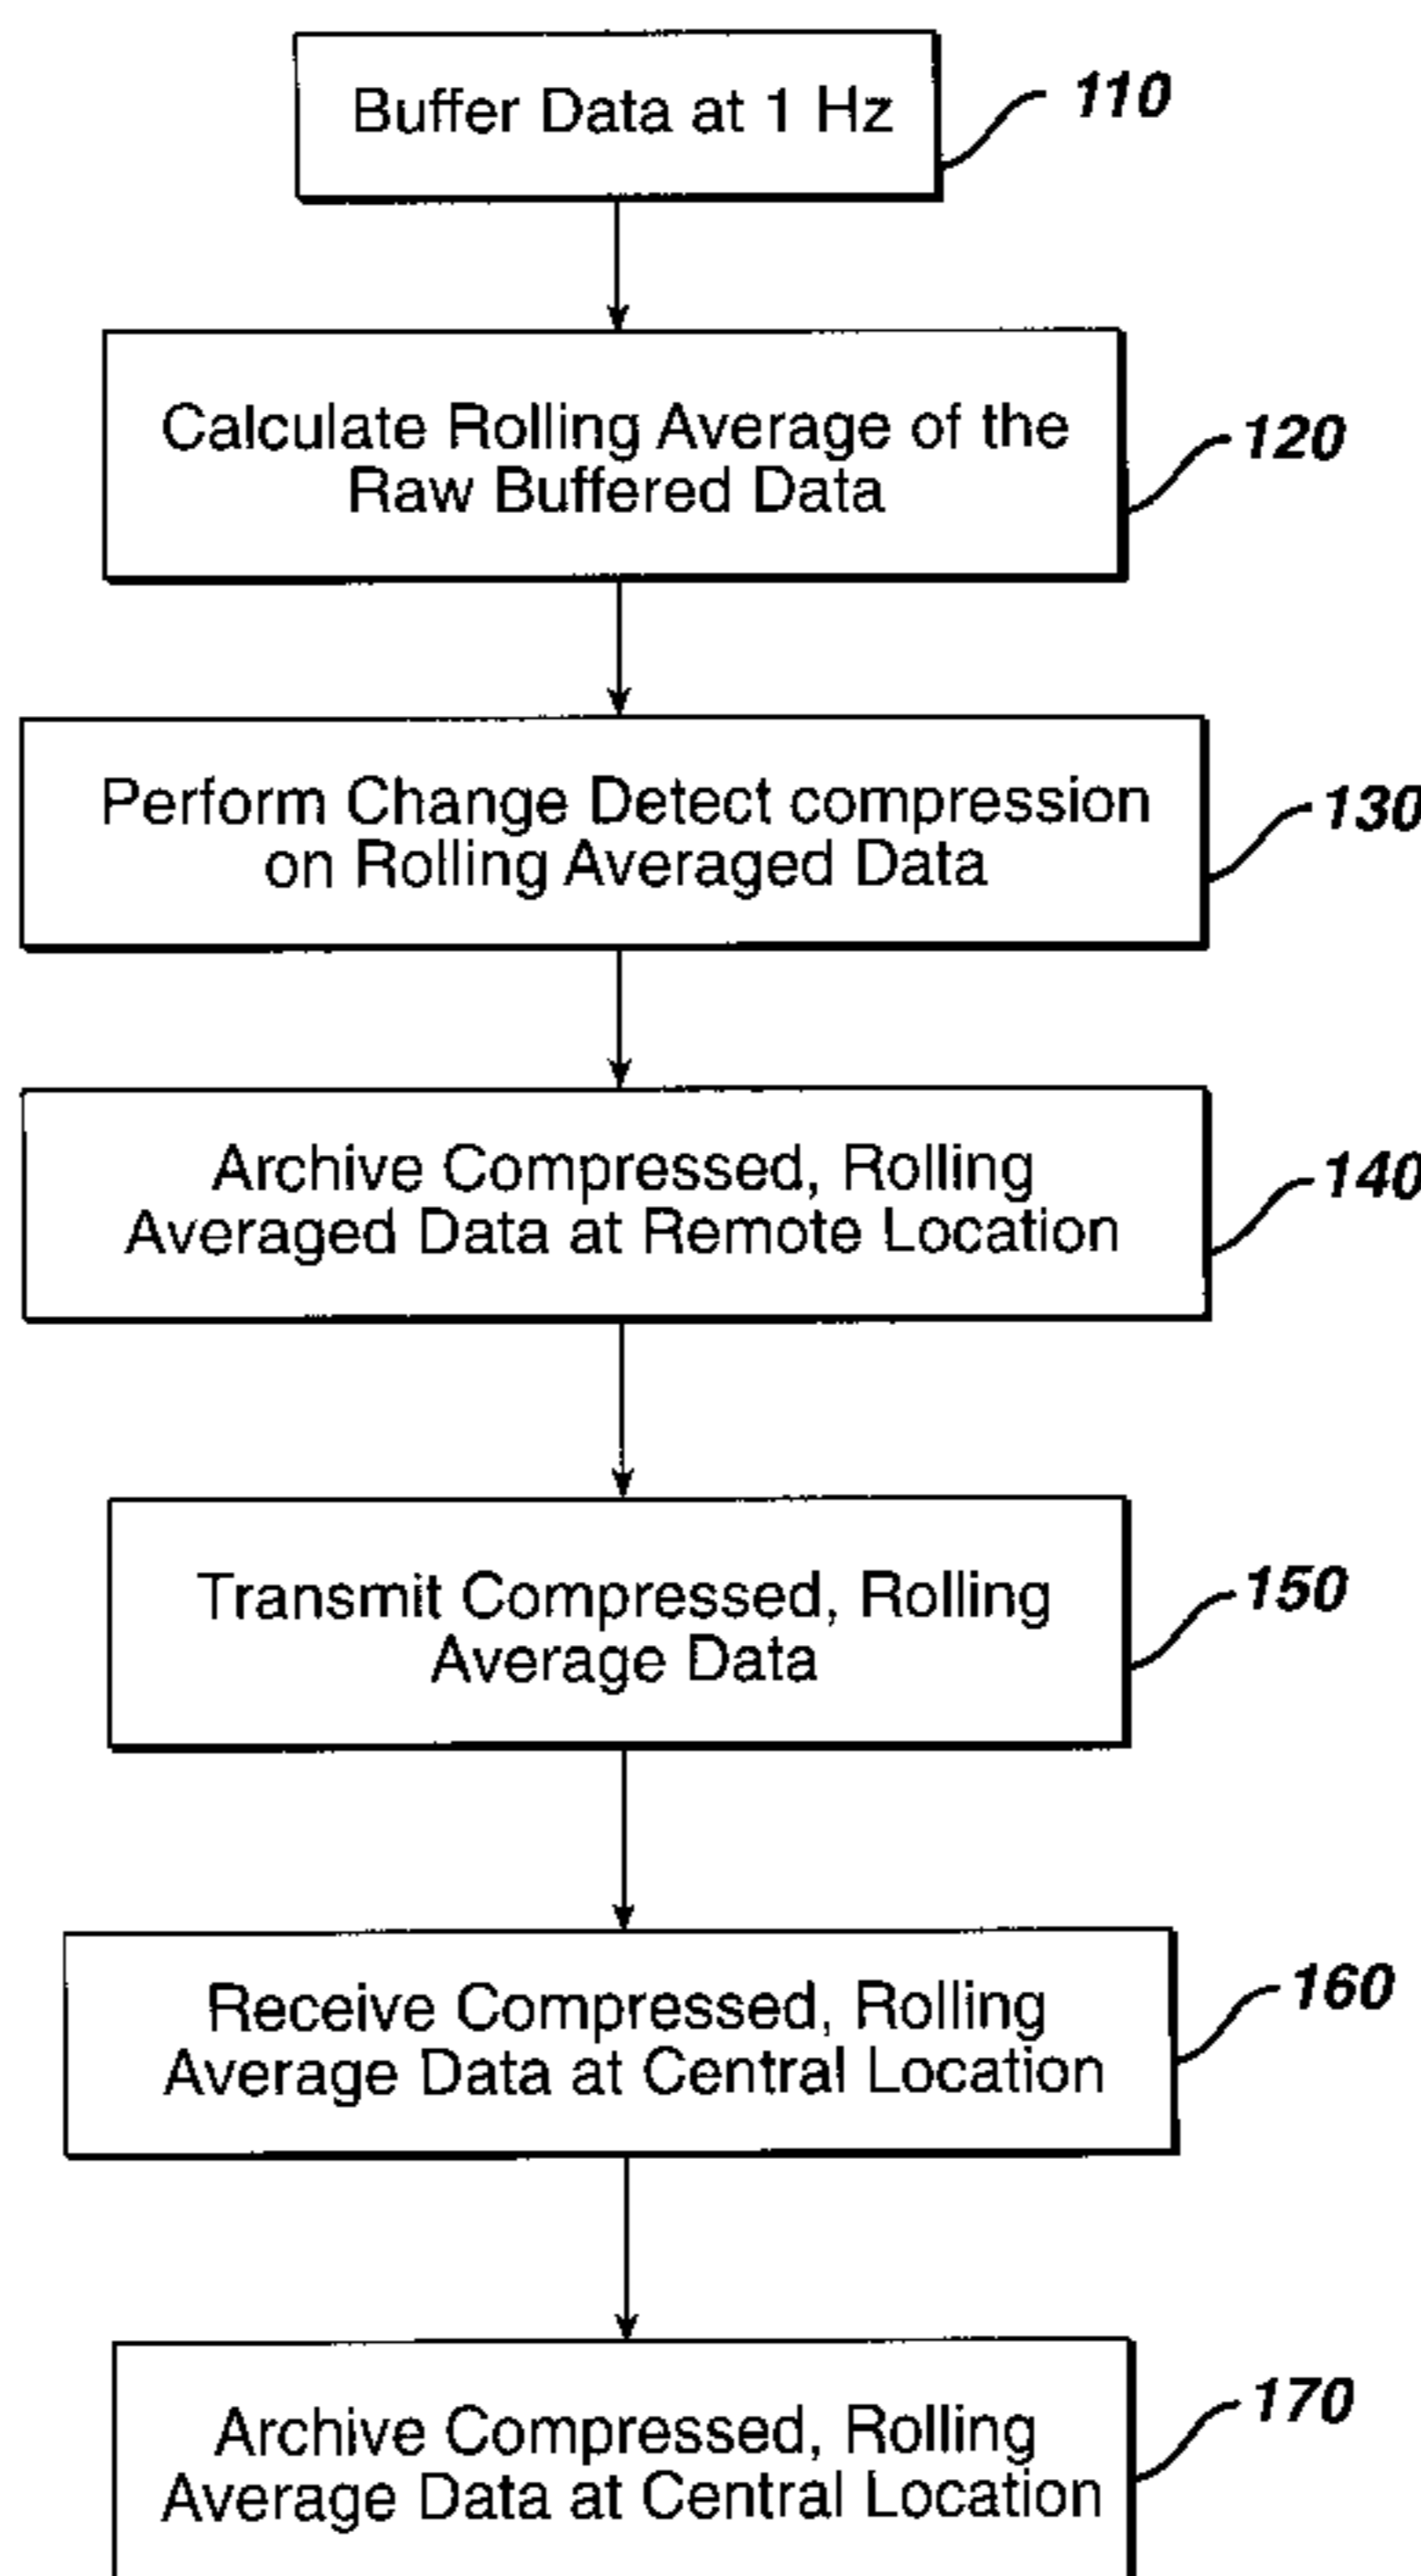 Buffer Data at 1 Hz
110
Calculate Rolling Average of the
Raw Buffered Data
120
Perform Change Detect compression
on Rolling Averaged Data
130
Archive Compressed, Rolling
Averaged Data at Remote Location
140
Transmit Compressed, Rolling
Average Data
150
Receive Compressed, Rolling
Average Data at Central Location
160
Archive Compressed, Rolling
Average Data at Central Location
170